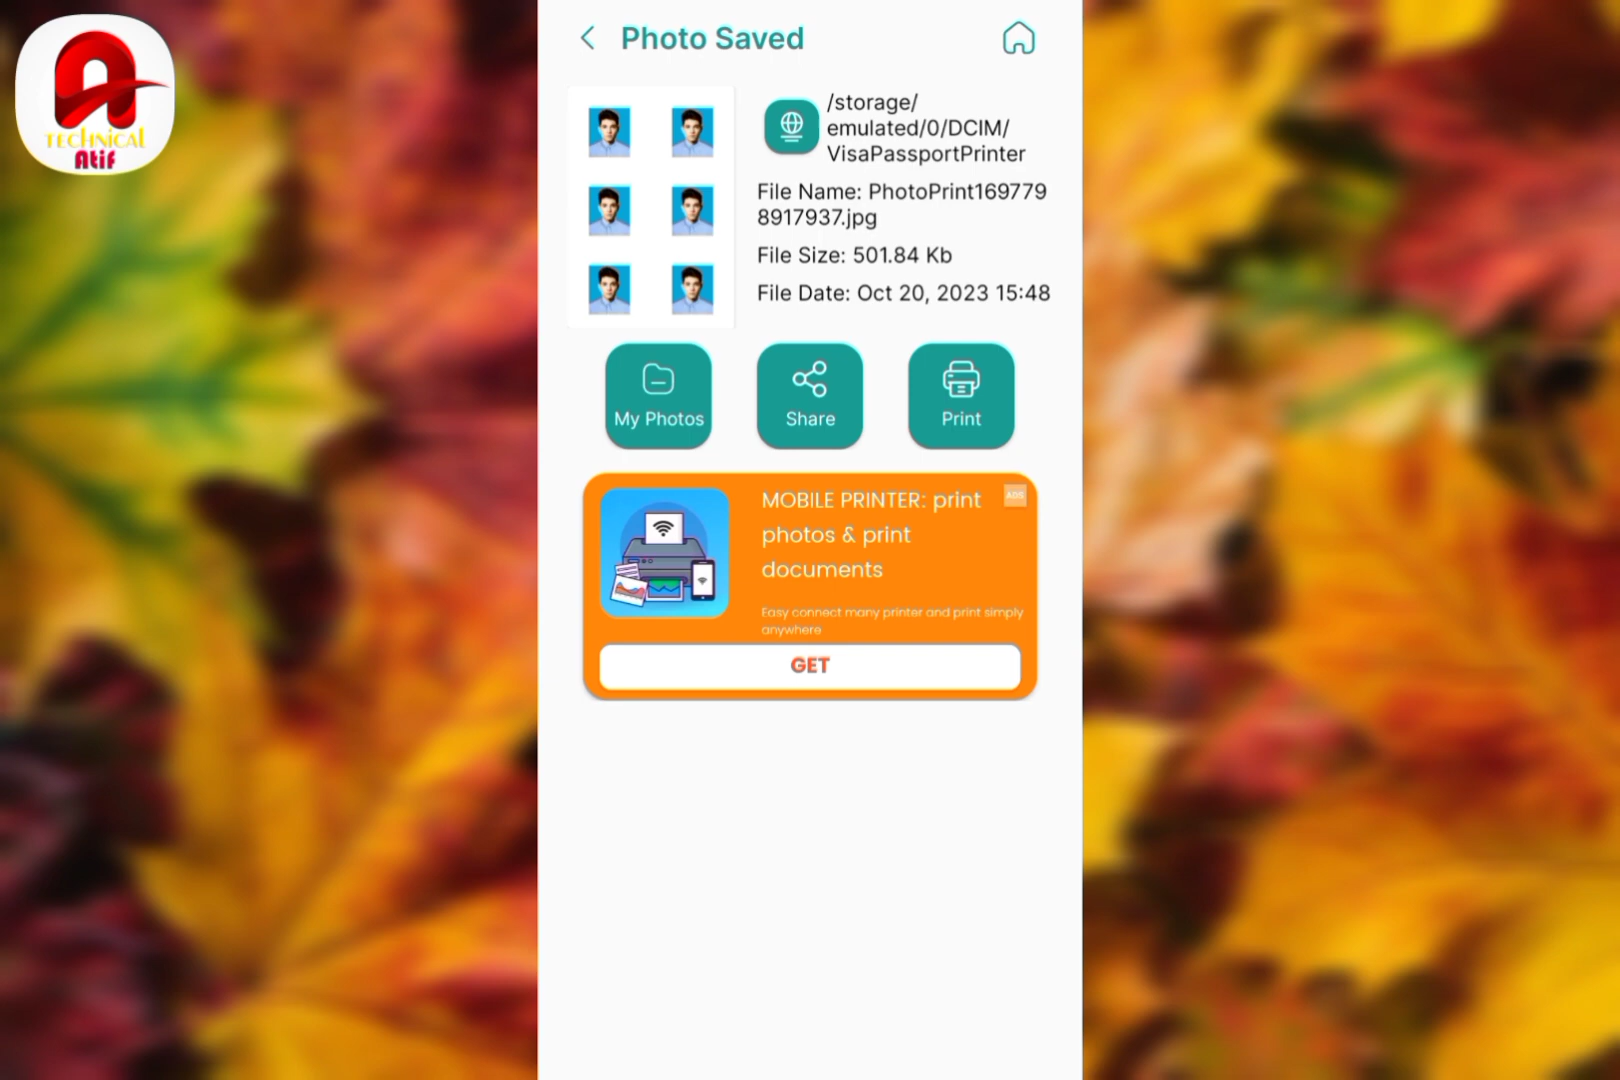 TECHNICAL
Atif
Photo Saved
/storage/
emulated/0/DCIM/
VisaPassportPrinter
File Name: PhotoPrint169779
8917937.jpg
File Size: 501.84 Kb
File Date: Oct 20, 2023 15:48
My Photos
Share
Print
MOBILE PRINTER: print
photos & print
documents
ADS
Easy connect many printer and print simply
anywhere
GET